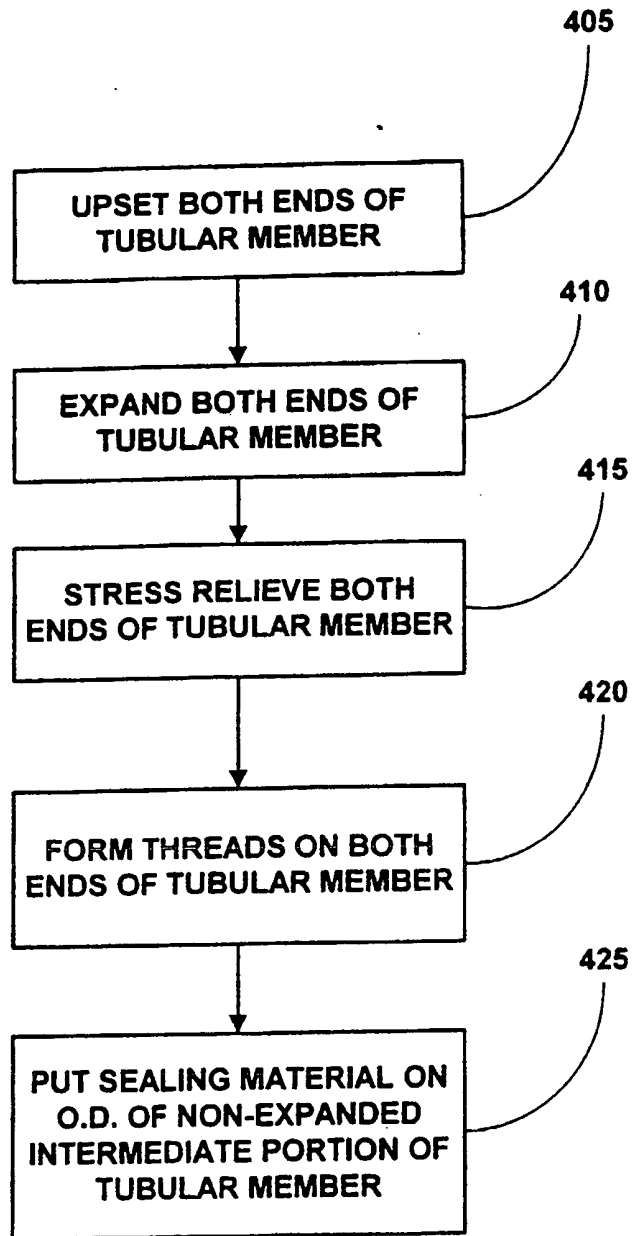 405
UPSET BOTH ENDS OF
TUBULAR MEMBER
410
EXPAND BOTH ENDS OF
TUBULAR MEMBER
415
STRESS RELIEVE BOTH
ENDS OF TUBULAR MEMBER
420
FORM THREADS ON BOTH
ENDS OF TUBULAR MEMBER
425
PUT SEALING MATERIAL ON
O.D. OF NON-EXPANDED
INTERMEDIATE PORTION OF
TUBULAR MEMBER